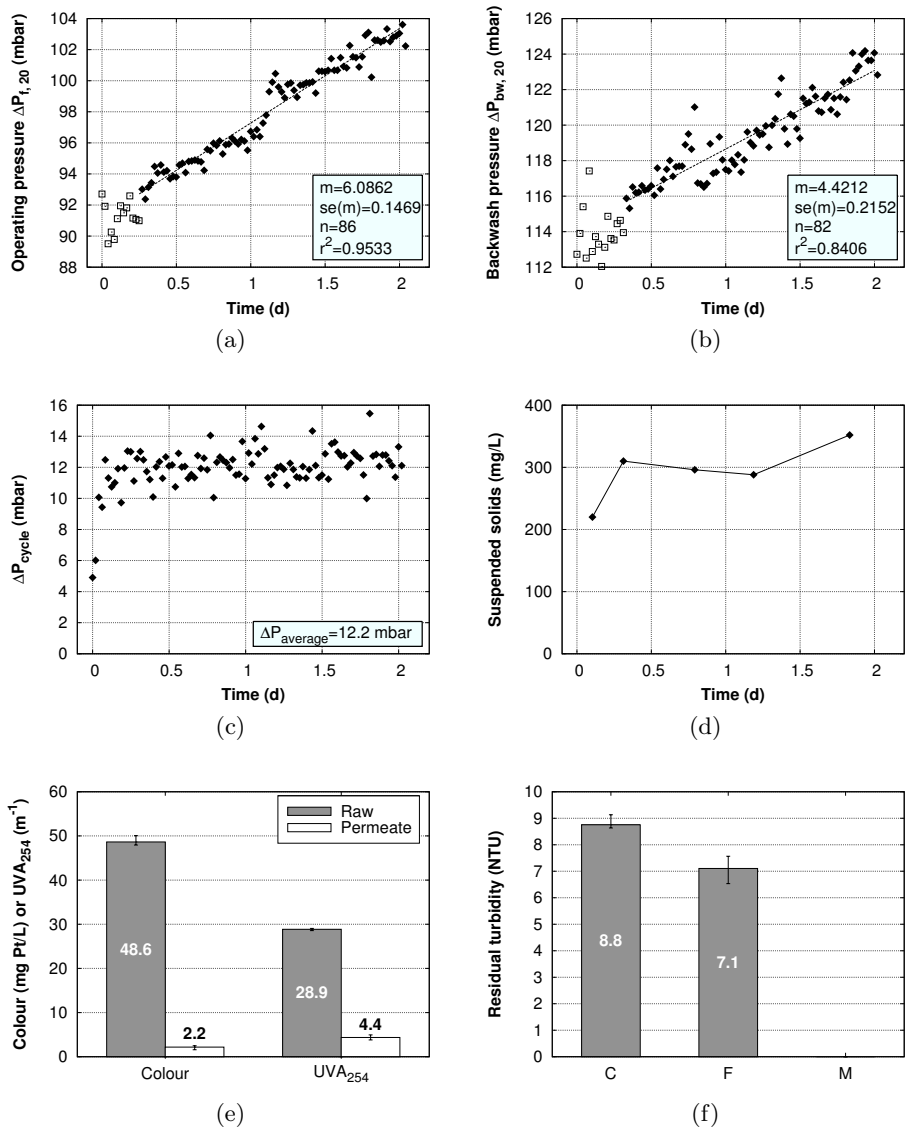 Operating pressure ΔPf, 20 (mbar)
104
102
100
98
96
94
92
90
88
0
0.5
1
1.5
2
Time (d)
m=6.0862
se(m)=0.1469
n=86
r²=0.9533
(a)
Backwash pressure ΔPbw, 20 (mbar)
126
124
122
120
118
116
114
112
0
0.5
1
1.5
2
Time (d)
m=4.4212
se(m)=0.2152
n=82
r²=0.8406
(b)
ΔPcycle (mbar)
16
14
12
10
8
6
4
2
0
0
0.5
1
1.5
2
Time (d)
ΔPaverage=12.2 mbar
(c)
Suspended solids (mg/L)
400
300
200
100
0
0
0.5
1
1.5
2
Time (d)
(d)
Colour (mg Pt/L) or UVA254 (m⁻¹)
60
50
40
30
20
10
0
Raw
Permeate
48.6
2.2
28.9
4.4
Colour
UVA254
(e)
Residual turbidity (NTU)
10
9
8
7
6
5
4
3
2
1
0
8.8
7.1
C
F
M
(f)